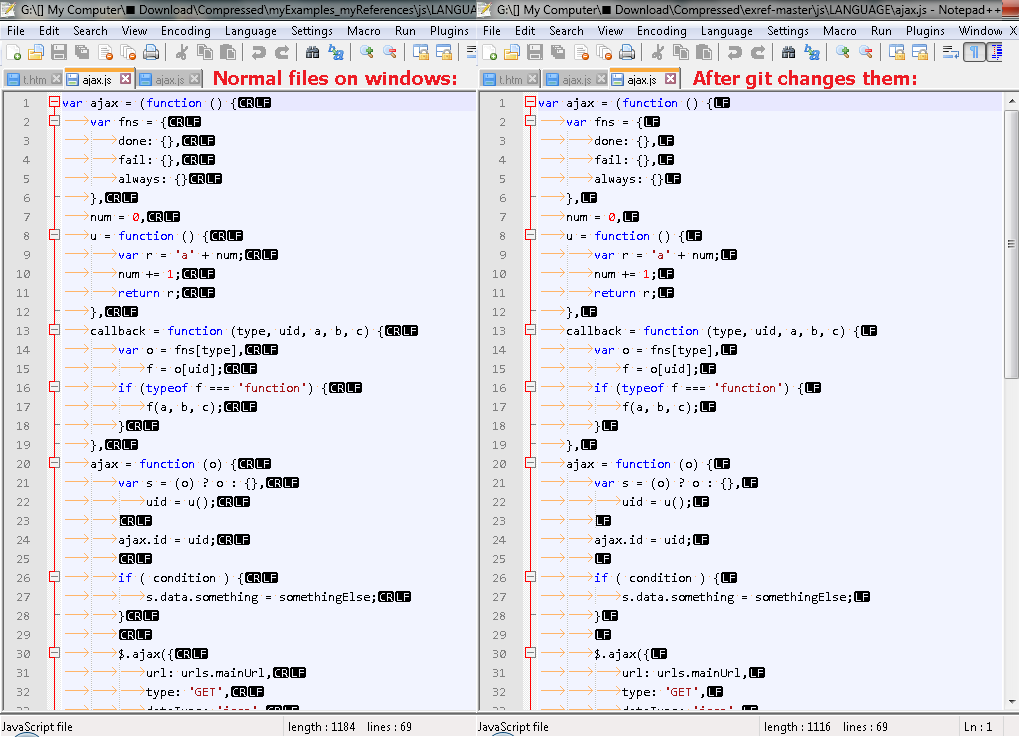 G:\[] My Computer\■ Download\Compressed\myExamples_myReferences\js\LANGUA
File Edit Search View Encoding Language Settings Macro Run Plugins
t.htm ajax.js ajax.js Normal files on windows:
1 var ajax = (function () {CRLF
2 var fns = {CRLF
3 done: {},CRLF
4 fail: {},CRLF
5 always: {}CRLF
6 },CRLF
7 num = 0,CRLF
8 u = function () {CRLF
9 var r = 'a' + num;CRLF
10 num += 1;CRLF
11 return r;CRLF
12 },CRLF
13 callback = function (type, uid, a, b, c) {CRLF
14 var o = fns[type],CRLF
15 f = o[uid];CRLF
16 if (typeof f === 'function') {CRLF
17 f(a, b, c);CRLF
18 }CRLF
19 },CRLF
20 ajax = function (o) {CRLF
21 var s = (o) ? o : {},CRLF
22 uid = u();CRLF
23 CRLF
24 ajax.id = uid;CRLF
25 CRLF
26 if ( condition ) {CRLF
27 s.data.something = somethingElse;CRLF
28 }CRLF
29 CRLF
30 $.ajax({CRLF
31 url: urls.mainUrl,CRLF
32 type: 'GET',CRLF
JavaScript file length : 1184 lines : 69
G:\[] My Computer\■ Download\Compressed\exref-master\js\LANGUAGE\ajax.js - Notepad++
File Edit Search View Encoding Language Settings Macro Run Plugins Window X
t.htm ajax.js ajax.js After git changes them:
1 var ajax = (function () {LF
2 var fns = {LF
3 done: {},LF
4 fail: {},LF
5 always: {}LF
6 },LF
7 num = 0,LF
8 u = function () {LF
9 var r = 'a' + num;LF
10 num += 1;LF
11 return r;LF
12 },LF
13 callback = function (type, uid, a, b, c) {LF
14 var o = fns[type],LF
15 f = o[uid];LF
16 if (typeof f === 'function') {LF
17 f(a, b, c);LF
18 }LF
19 },LF
20 ajax = function (o) {LF
21 var s = (o) ? o : {},LF
22 uid = u();LF
23 LF
24 ajax.id = uid;LF
25 LF
26 if ( condition ) {LF
27 s.data.something = somethingElse;LF
28 }LF
29 LF
30 $.ajax({LF
31 url: urls.mainUrl,LF
32 type: 'GET',LF
JavaScript file length : 1116 lines : 69 Ln : 1